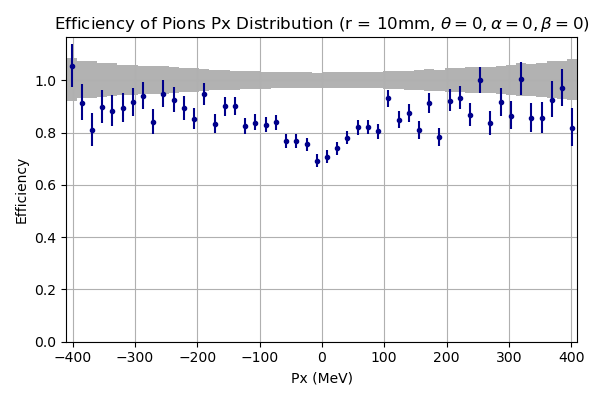 Efficiency of Pions Px Distribution (r = 10mm, θ = 0, α = 0, β = 0)
Efficiency
1.0
0.8
0.6
0.4
0.2
0.0
−400 −300 −200 −100 0 100 200 300 400
Px (MeV)